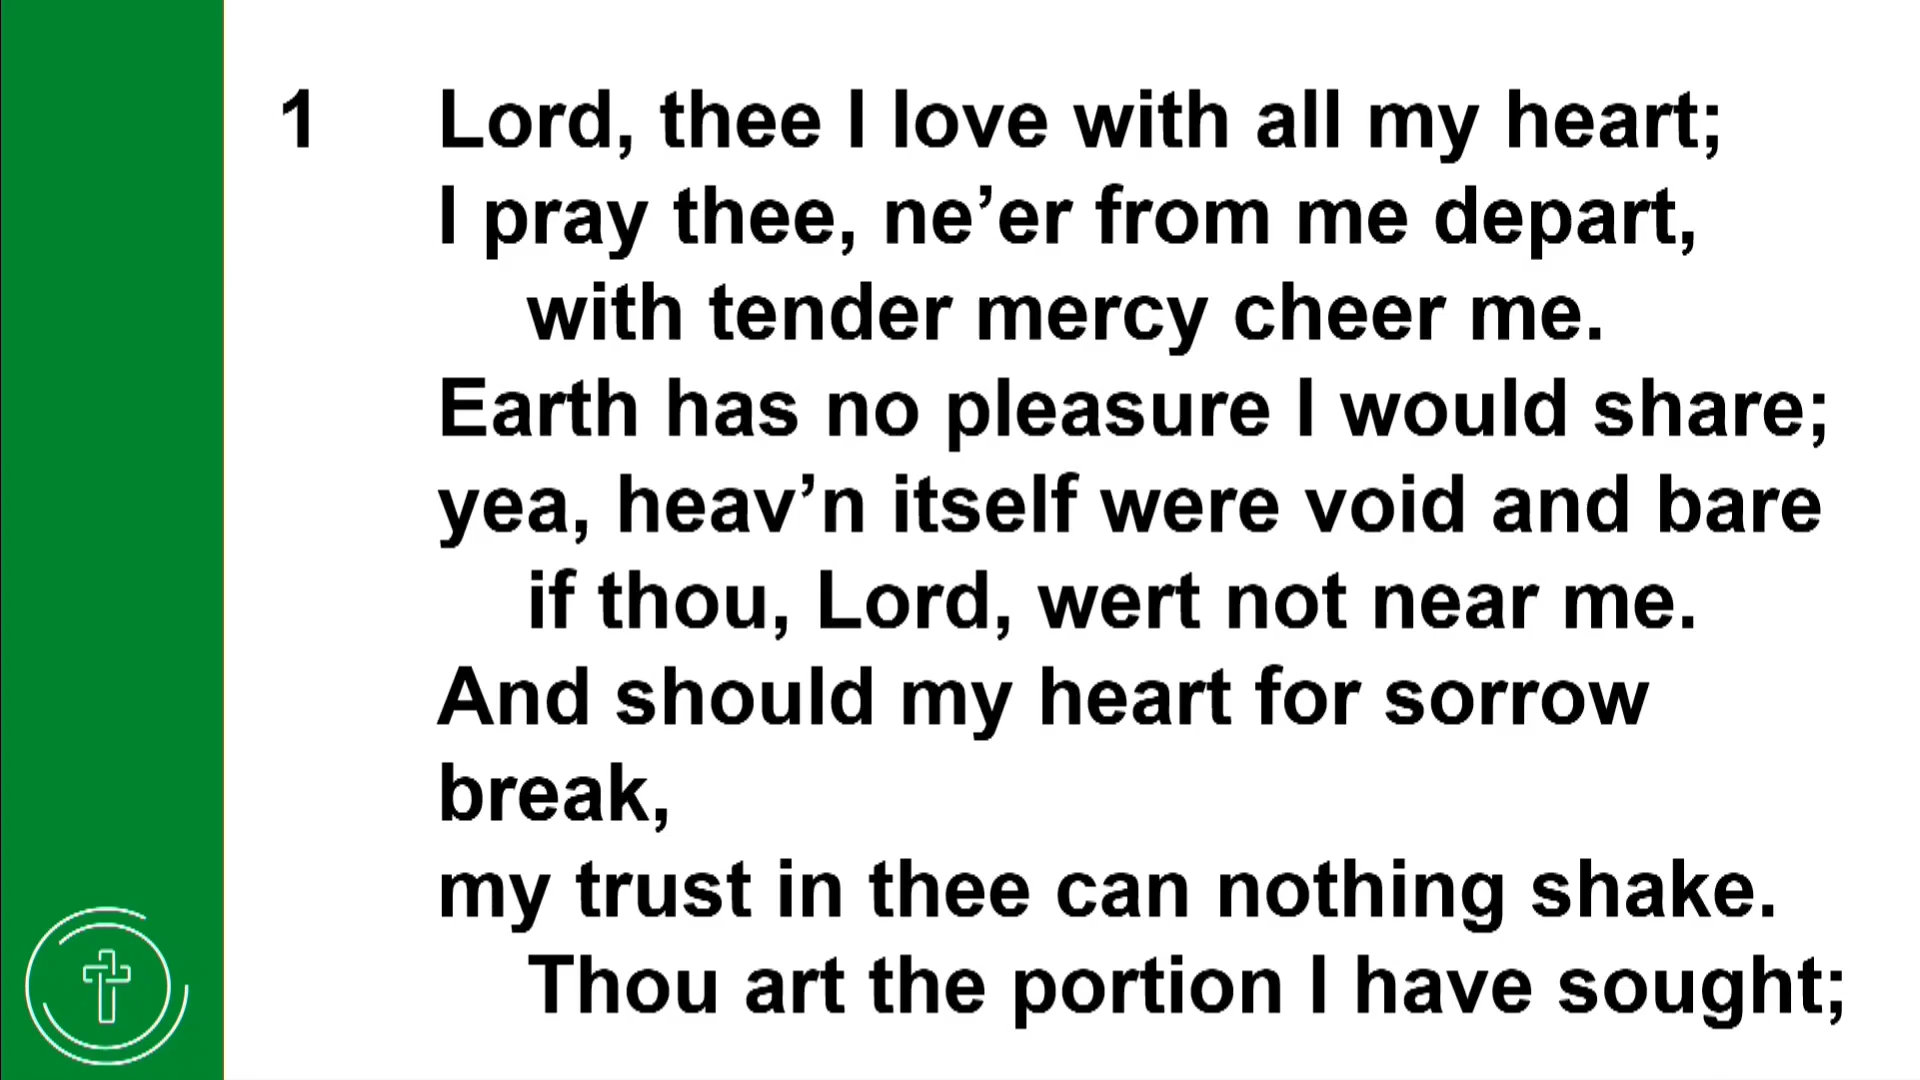 1 Lord, thee I love with all my heart;
I pray thee, ne’er from me depart,
with tender mercy cheer me.
Earth has no pleasure I would share;
yea, heav’n itself were void and bare
if thou, Lord, wert not near me.
And should my heart for sorrow
break,
my trust in thee can nothing shake.
Thou art the portion I have sought;